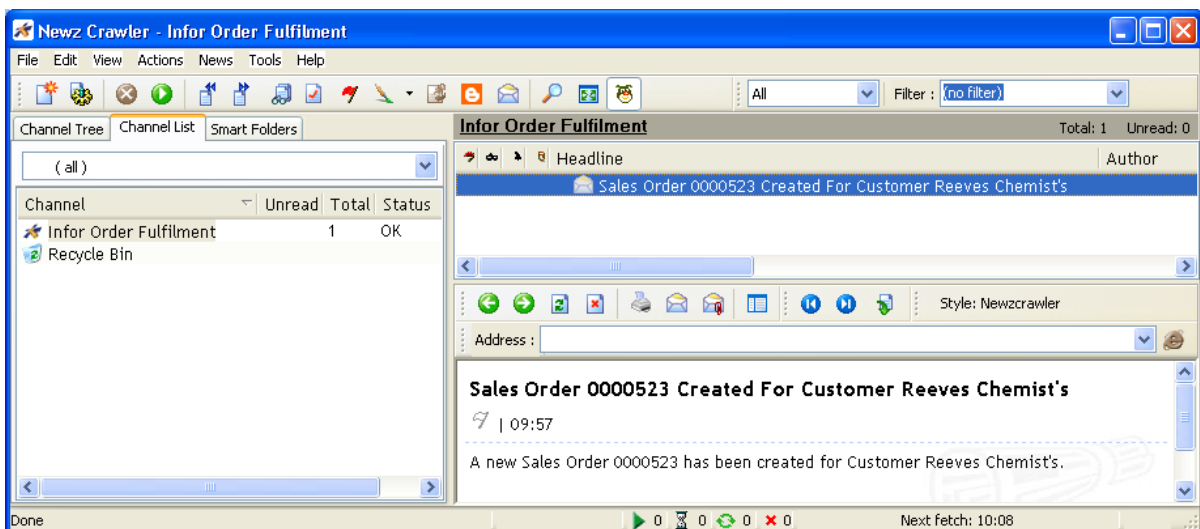 Newz Crawler - Infor Order Fulfilment
File Edit View Actions News Tools Help
All Filter : (no filter)
Channel Tree Channel List Smart Folders
( all )
Channel Unread Total Status
Infor Order Fulfilment 1 OK
Recycle Bin
Infor Order Fulfilment Total: 1 Unread: 0
Headline Author
Sales Order 0000523 Created For Customer Reeves Chemist's
Style: Newzcrawler
Address :
Sales Order 0000523 Created For Customer Reeves Chemist's
| 09:57
A new Sales Order 0000523 has been created for Customer Reeves Chemist's.
Done 0 0 0 0 Next fetch: 10:08